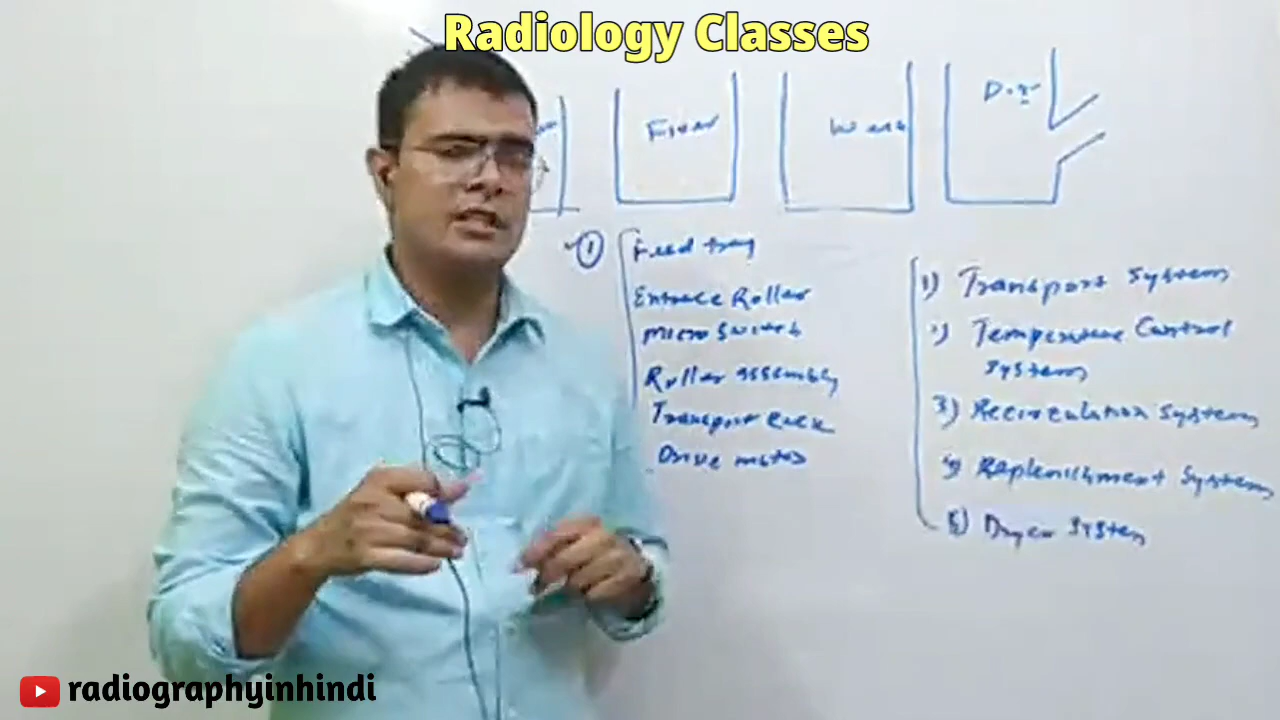 Radiology Classes
Fixer
Wash
Dryer
① Feed tray
Entrace Roller
Micro Switch
Roller assembly
Transport Rack
Drive motor
1) Transport System
2) Temperature Control
System
3) Recirculation System
4) Replenishment System
5) Dryer System
radiographyinhindi